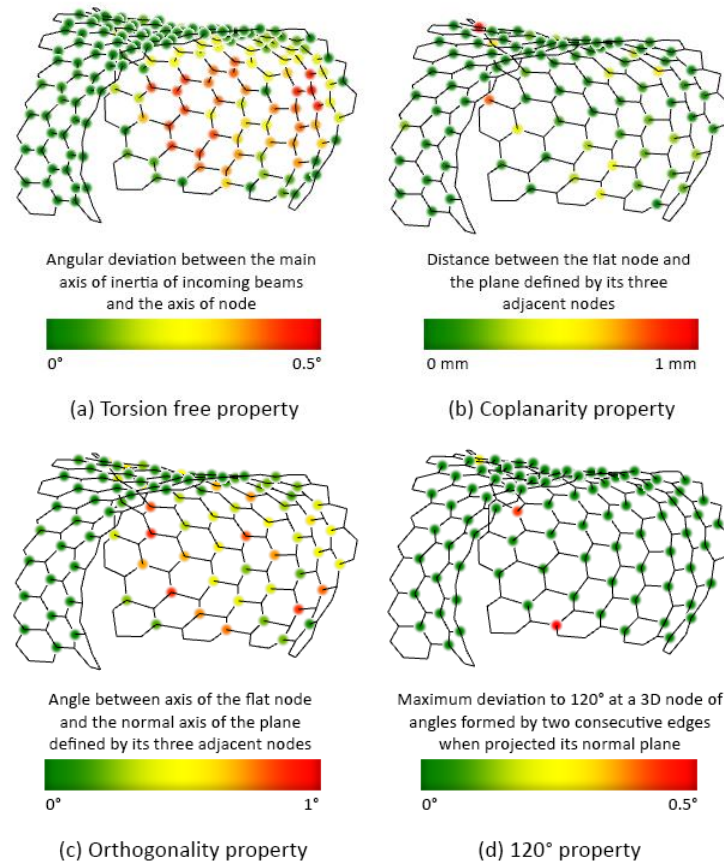 Angular deviation between the main
axis of inertia of incoming beams
and the axis of node
0°
0.5°
(a) Torsion free property
Distance between the flat node and
the plane defined by its three
adjacent nodes
0 mm
1 mm
(b) Coplanarity property
Angle between axis of the flat node
and the normal axis of the plane
defined by its three adjacent nodes
0°
1°
(c) Orthogonality property
Maximum deviation to 120° at a 3D node of
angles formed by two consecutive edges
when projected its normal plane
0°
0.5°
(d) 120° property